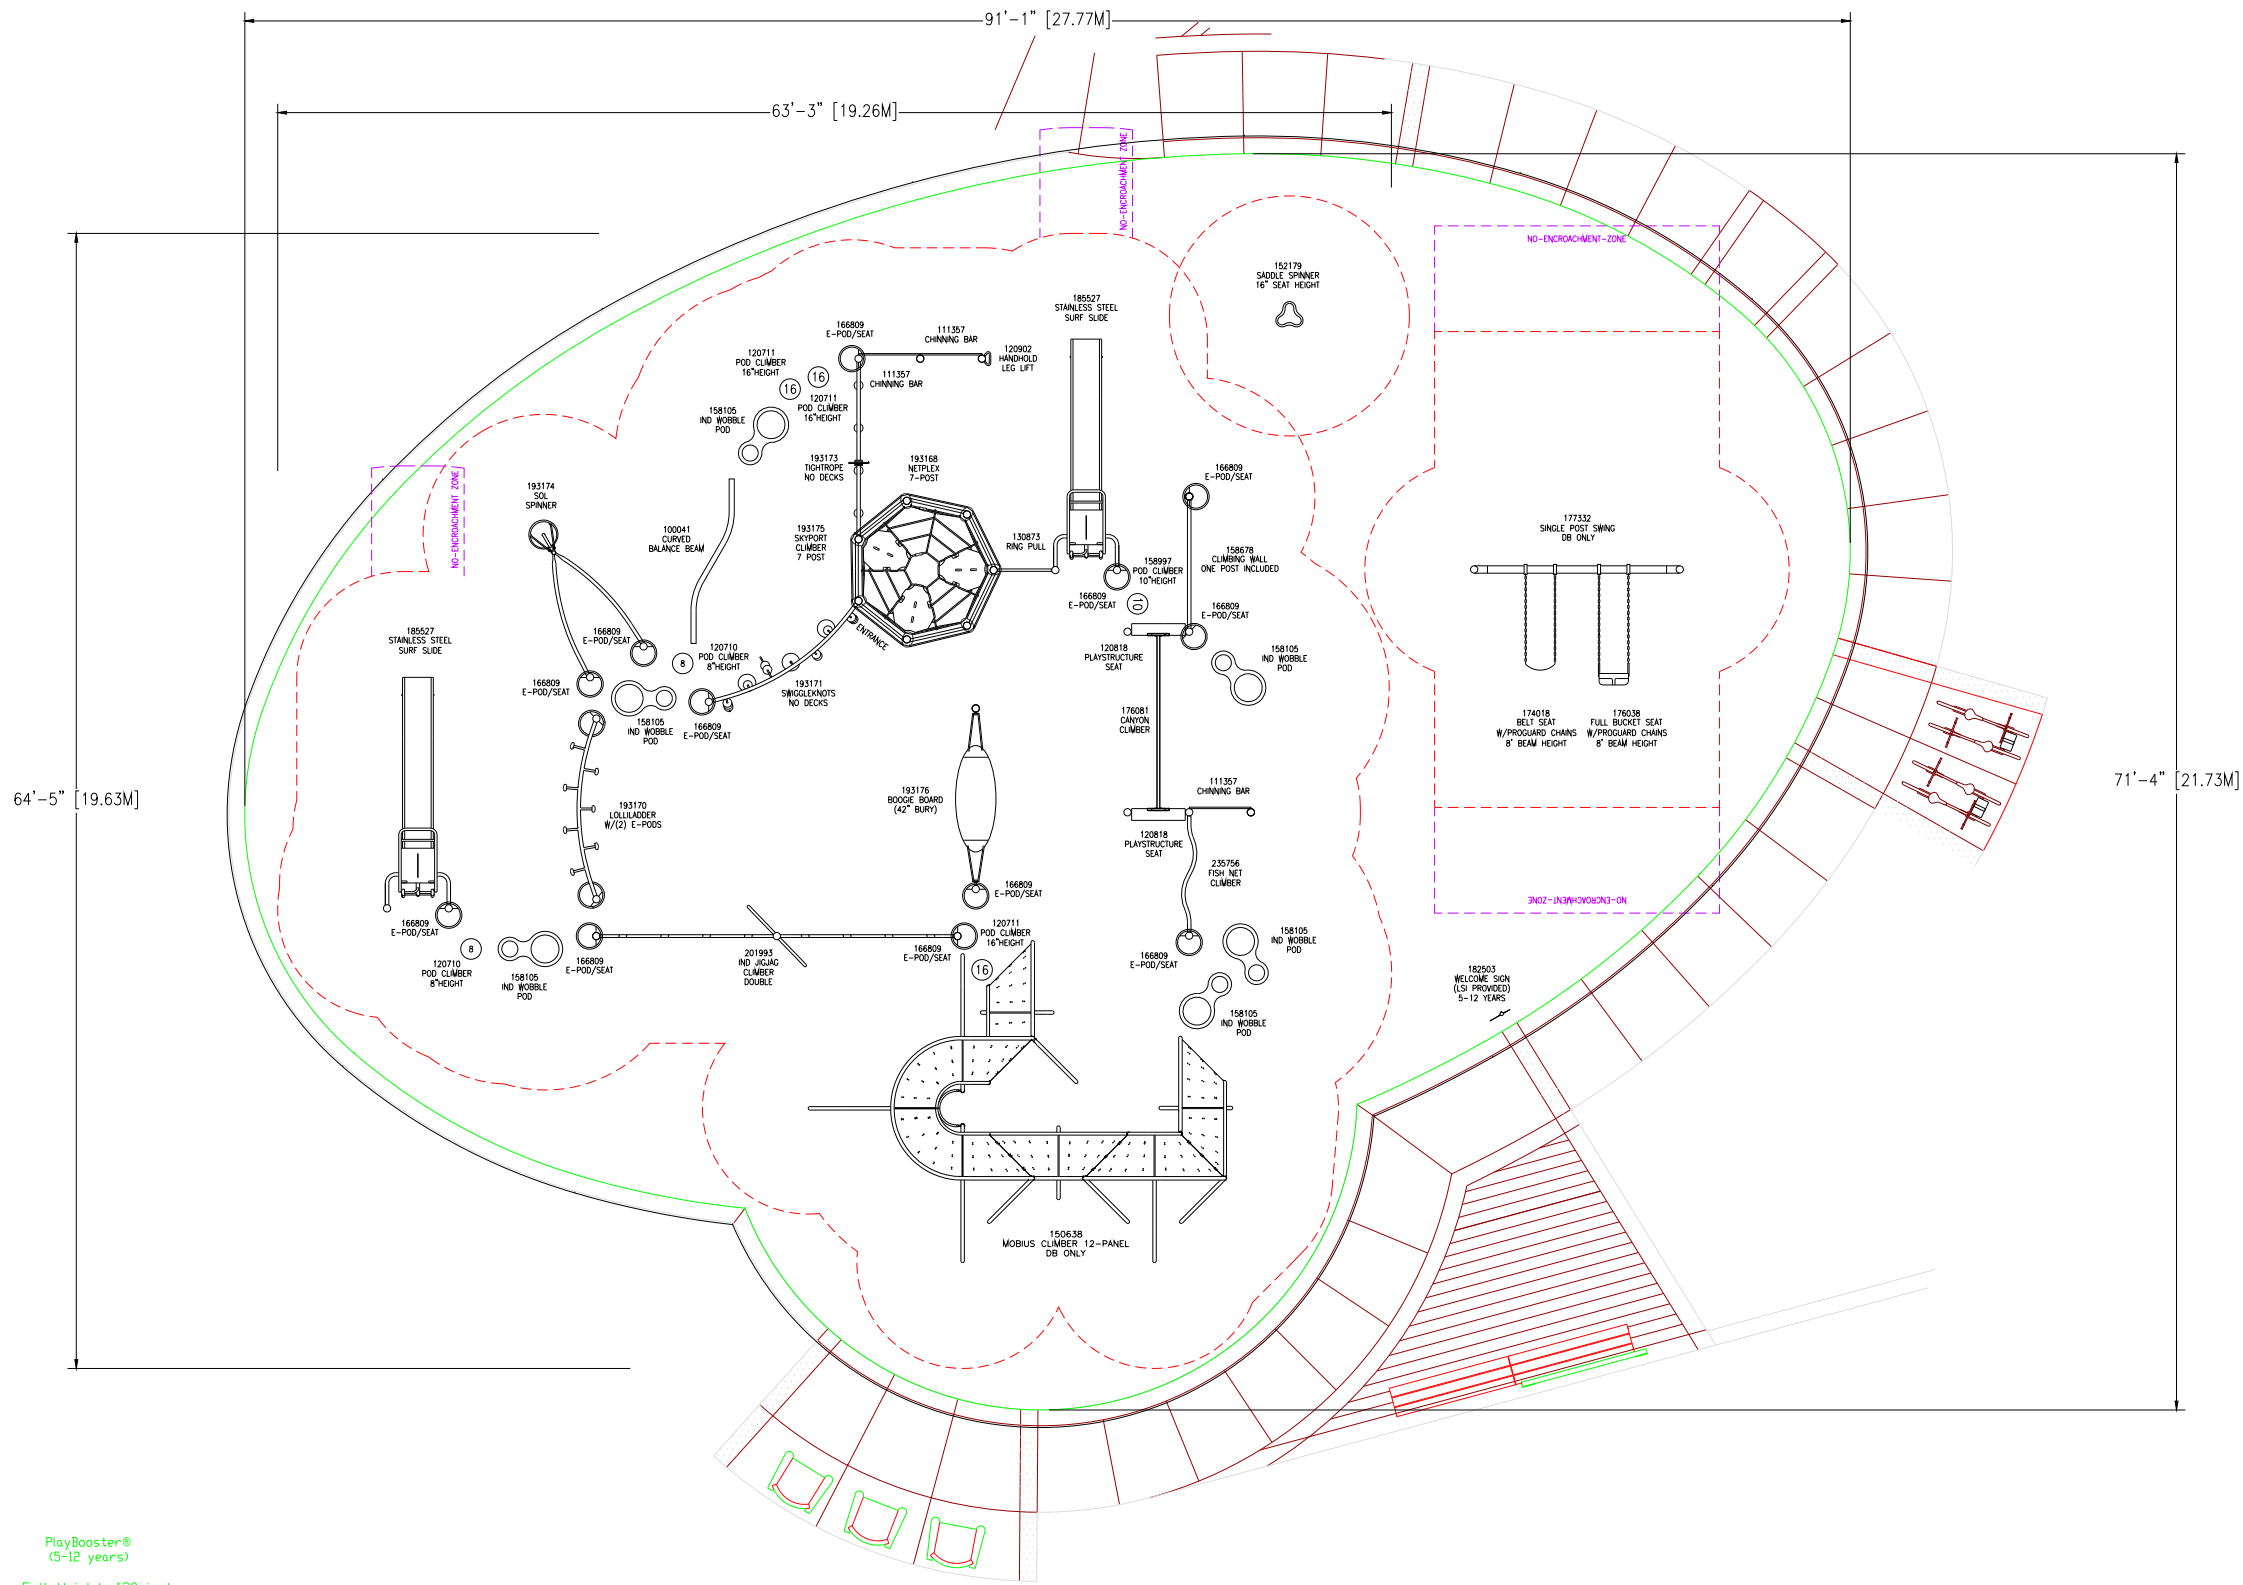 91'-1" [27.77M]
63'-3" [19.26M]
NO-ENCROACHMENT ZONE
NO-ENCROACHMENT-ZONE
152179
SADDLE SPINNER
16" SEAT HEIGHT
185527
STAINLESS STEEL
SURF SLIDE
166809
E-POD/SEAT
111357
CHINNING BAR
120902
HANDHOLD
LEG LIFT
120711
POD CLIMBER
16"HEIGHT
16
16
111357
CHINNING BAR
120711
POD CLIMBER
16"HEIGHT
158105
IND WOBBLE
POD
193173
TIGHTROPE
NO DECKS
193168
NETPLEX
7-POST
166809
E-POD/SEAT
NO-ENCROACHMENT ZONE
193174
SOL
SPINNER
100041
CURVED
BALANCE BEAM
193175
SKYPORT
CLIMBER
7 POST
130873
RING PULL
158997
POD CLIMBER
10"HEIGHT
158678
CLIMBING WALL
ONE POST INCLUDED
177332
SINGLE POST SWING
DB ONLY
166809
E-POD/SEAT
10
166809
E-POD/SEAT
185527
STAINLESS STEEL
SURF SLIDE
166809
E-POD/SEAT
ENTRANCE
8
120710
POD CLIMBER
8"HEIGHT
120818
PLAYSTRUCTURE
SEAT
158105
IND WOBBLE
POD
166809
E-POD/SEAT
193171
SWIGGLEKNOTS
NO DECKS
158105
IND WOBBLE
POD
166809
E-POD/SEAT
176081
CANYON
CLIMBER
174018
BELT SEAT
W/PROGUARD CHAINS
8' BEAM HEIGHT
176038
FULL BUCKET SEAT
W/PROGUARD CHAINS
8' BEAM HEIGHT
64'-5" [19.63M]
71'-4" [21.73M]
193170
LOLLILADDER
W/(2) E-PODS
193176
BOOGIE BOARD
(42" BURY)
111357
CHINNING BAR
120818
PLAYSTRUCTURE
SEAT
235756
FISH NET
CLIMBER
166809
E-POD/SEAT
NO-ENCROACHMENT-ZONE
166809
E-POD/SEAT
120711
POD CLIMBER
16"HEIGHT
16
8
120710
POD CLIMBER
8"HEIGHT
158105
IND WOBBLE
POD
166809
E-POD/SEAT
201993
IND JIGJAG
CLIMBER
DOUBLE
166809
E-POD/SEAT
166809
E-POD/SEAT
158105
IND WOBBLE
POD
158105
IND WOBBLE
POD
182503
WELCOME SIGN
(LSI PROVIDED)
5-12 YEARS
150638
MOBIUS CLIMBER 12-PANEL
DB ONLY
PlayBooster®
(5-12 years)